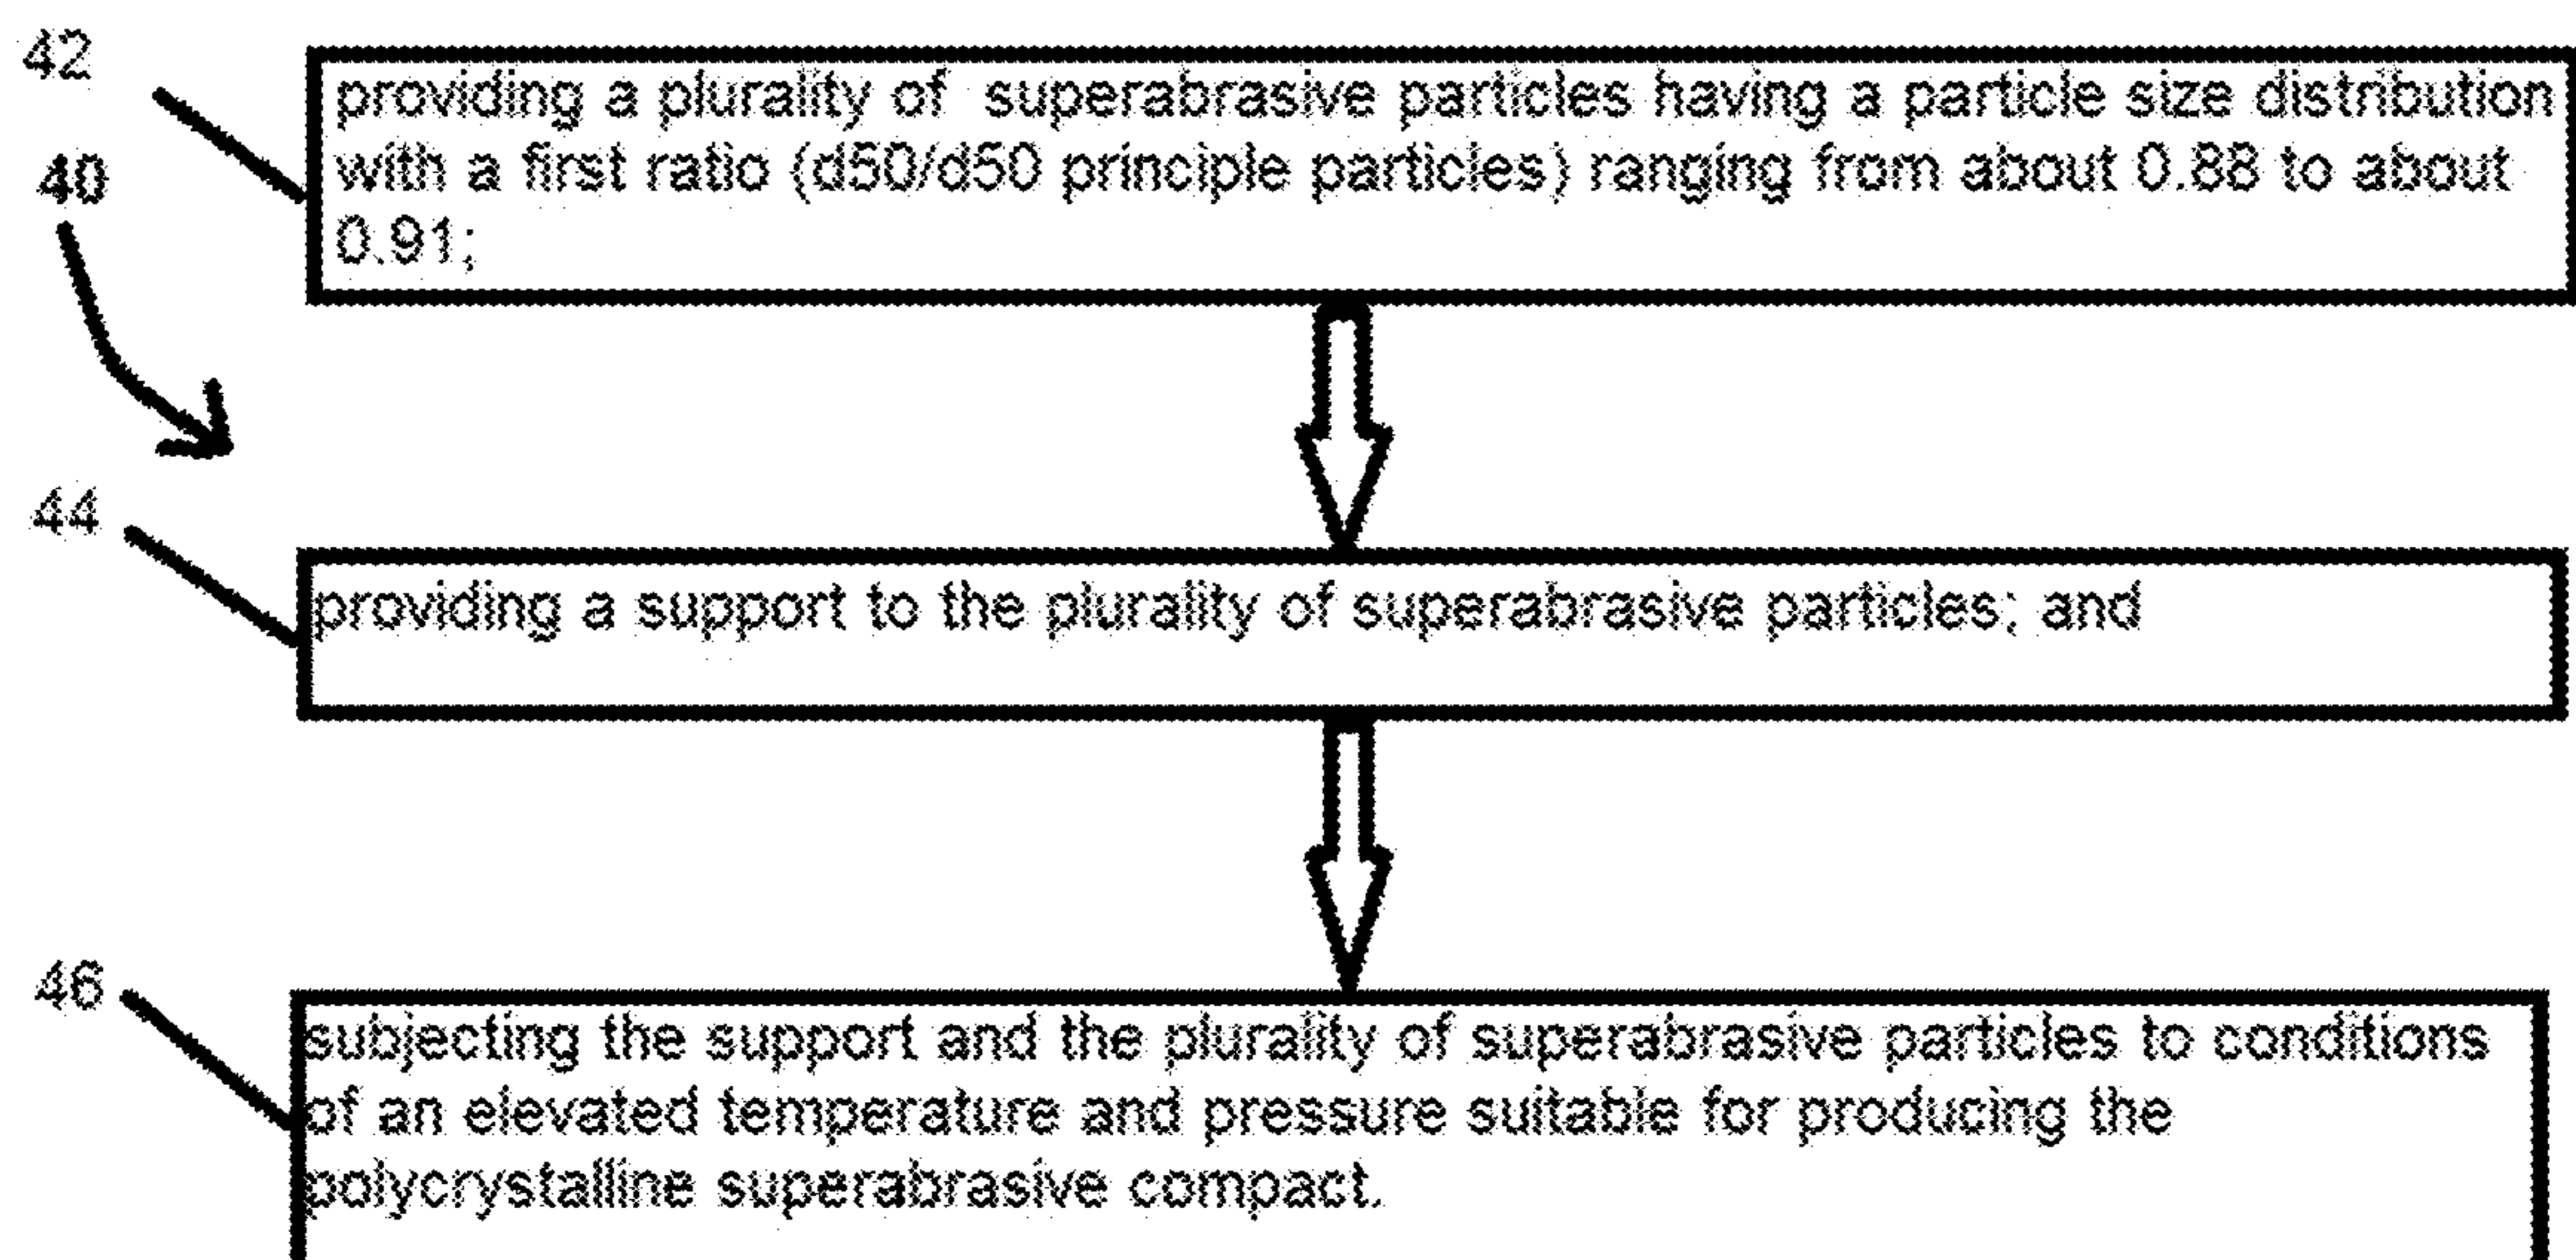 42
providing a plurality of superabrasive particles having a particle size distribution
with a first ratio (d50/d50 principle particles) ranging from about 0.88 to about
0.91;
40
44
providing a support to the plurality of superabrasive particles; and
46
subjecting the support and the plurality of superabrasive particles to conditions
of an elevated temperature and pressure suitable for producing the
polycrystalline superabrasive compact.